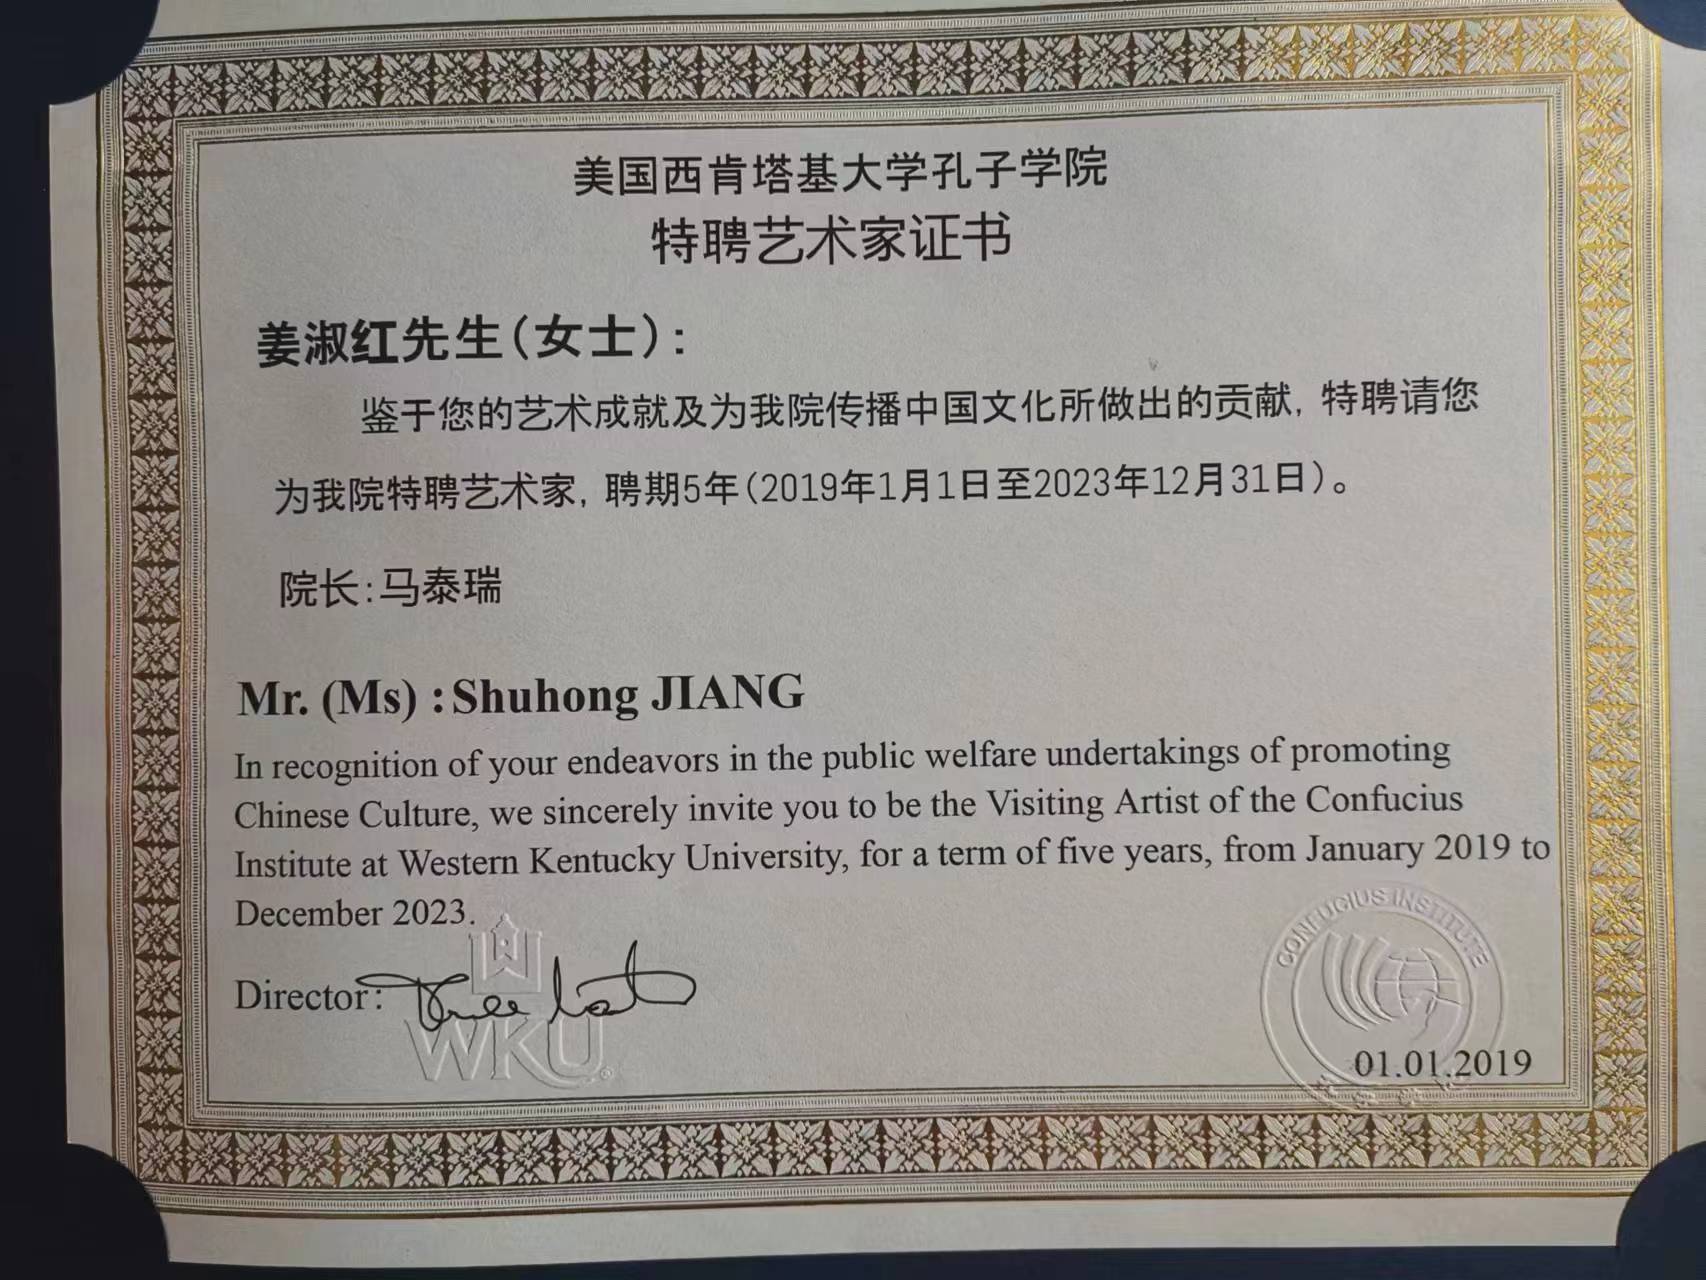 美国西肯塔基大学孔子学院
特聘艺术家证书
姜淑红先生(女士):
鉴于您的艺术成就及为我院传播中国文化所做出的贡献, 特聘请您
为我院特聘艺术家, 聘期5年(2019年1月1日至2023年12月31日)。
院长:马泰瑞
Mr. (Ms) :Shuhong JIANG
In recognition of your endeavors in the public welfare undertakings of promoting
Chinese Culture, we sincerely invite you to be the Visiting Artist of the Confucius
Institute at Western Kentucky University, for a term of five years, from January 2019 to
December 2023.
Director:
WKU®
CONFUCIUS INSTITUTE
01.01.2019